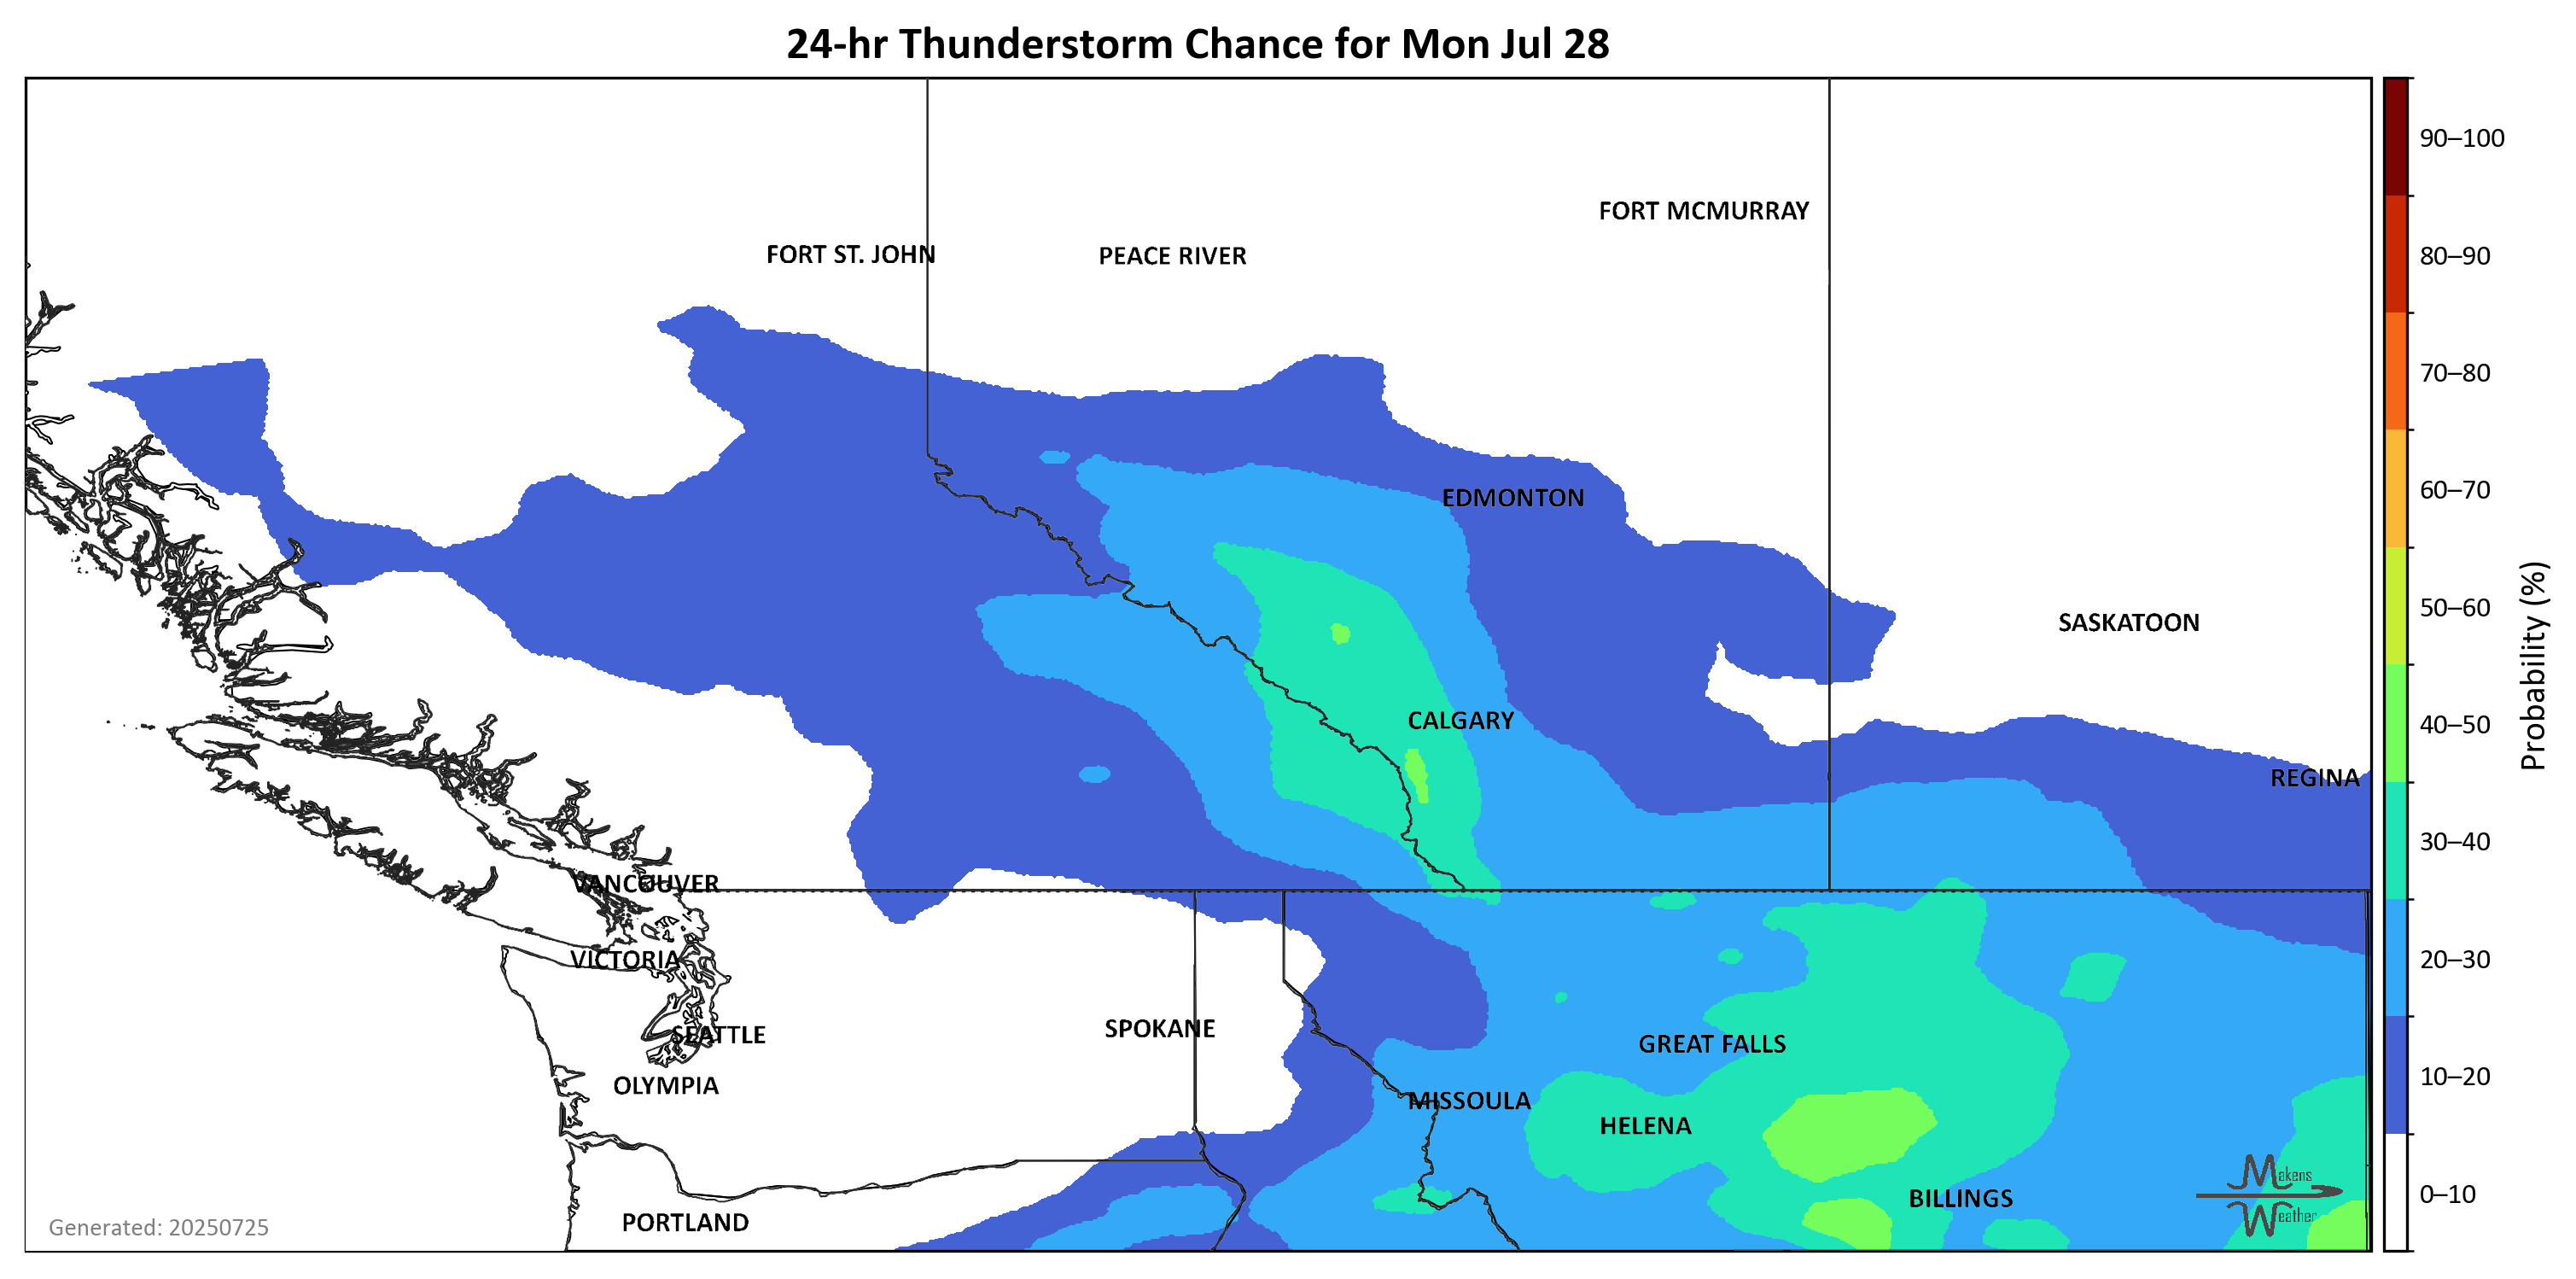 24-hr Thunderstorm Chance for Mon Jul 28
FORT MCMURRAY
FORT ST. JOHN
PEACE RIVER
EDMONTON
SASKATOON
CALGARY
REGINA
VANCOUVER
VICTORIA
SEATTLE
SPOKANE
GREAT FALLS
OLYMPIA
MISSOULA
HELENA
BILLINGS
PORTLAND
Generated: 20250725
Makens
Weather
90–100
80–90
70–80
60–70
50–60
40–50
30–40
20–30
10–20
0–10
Probability (%)